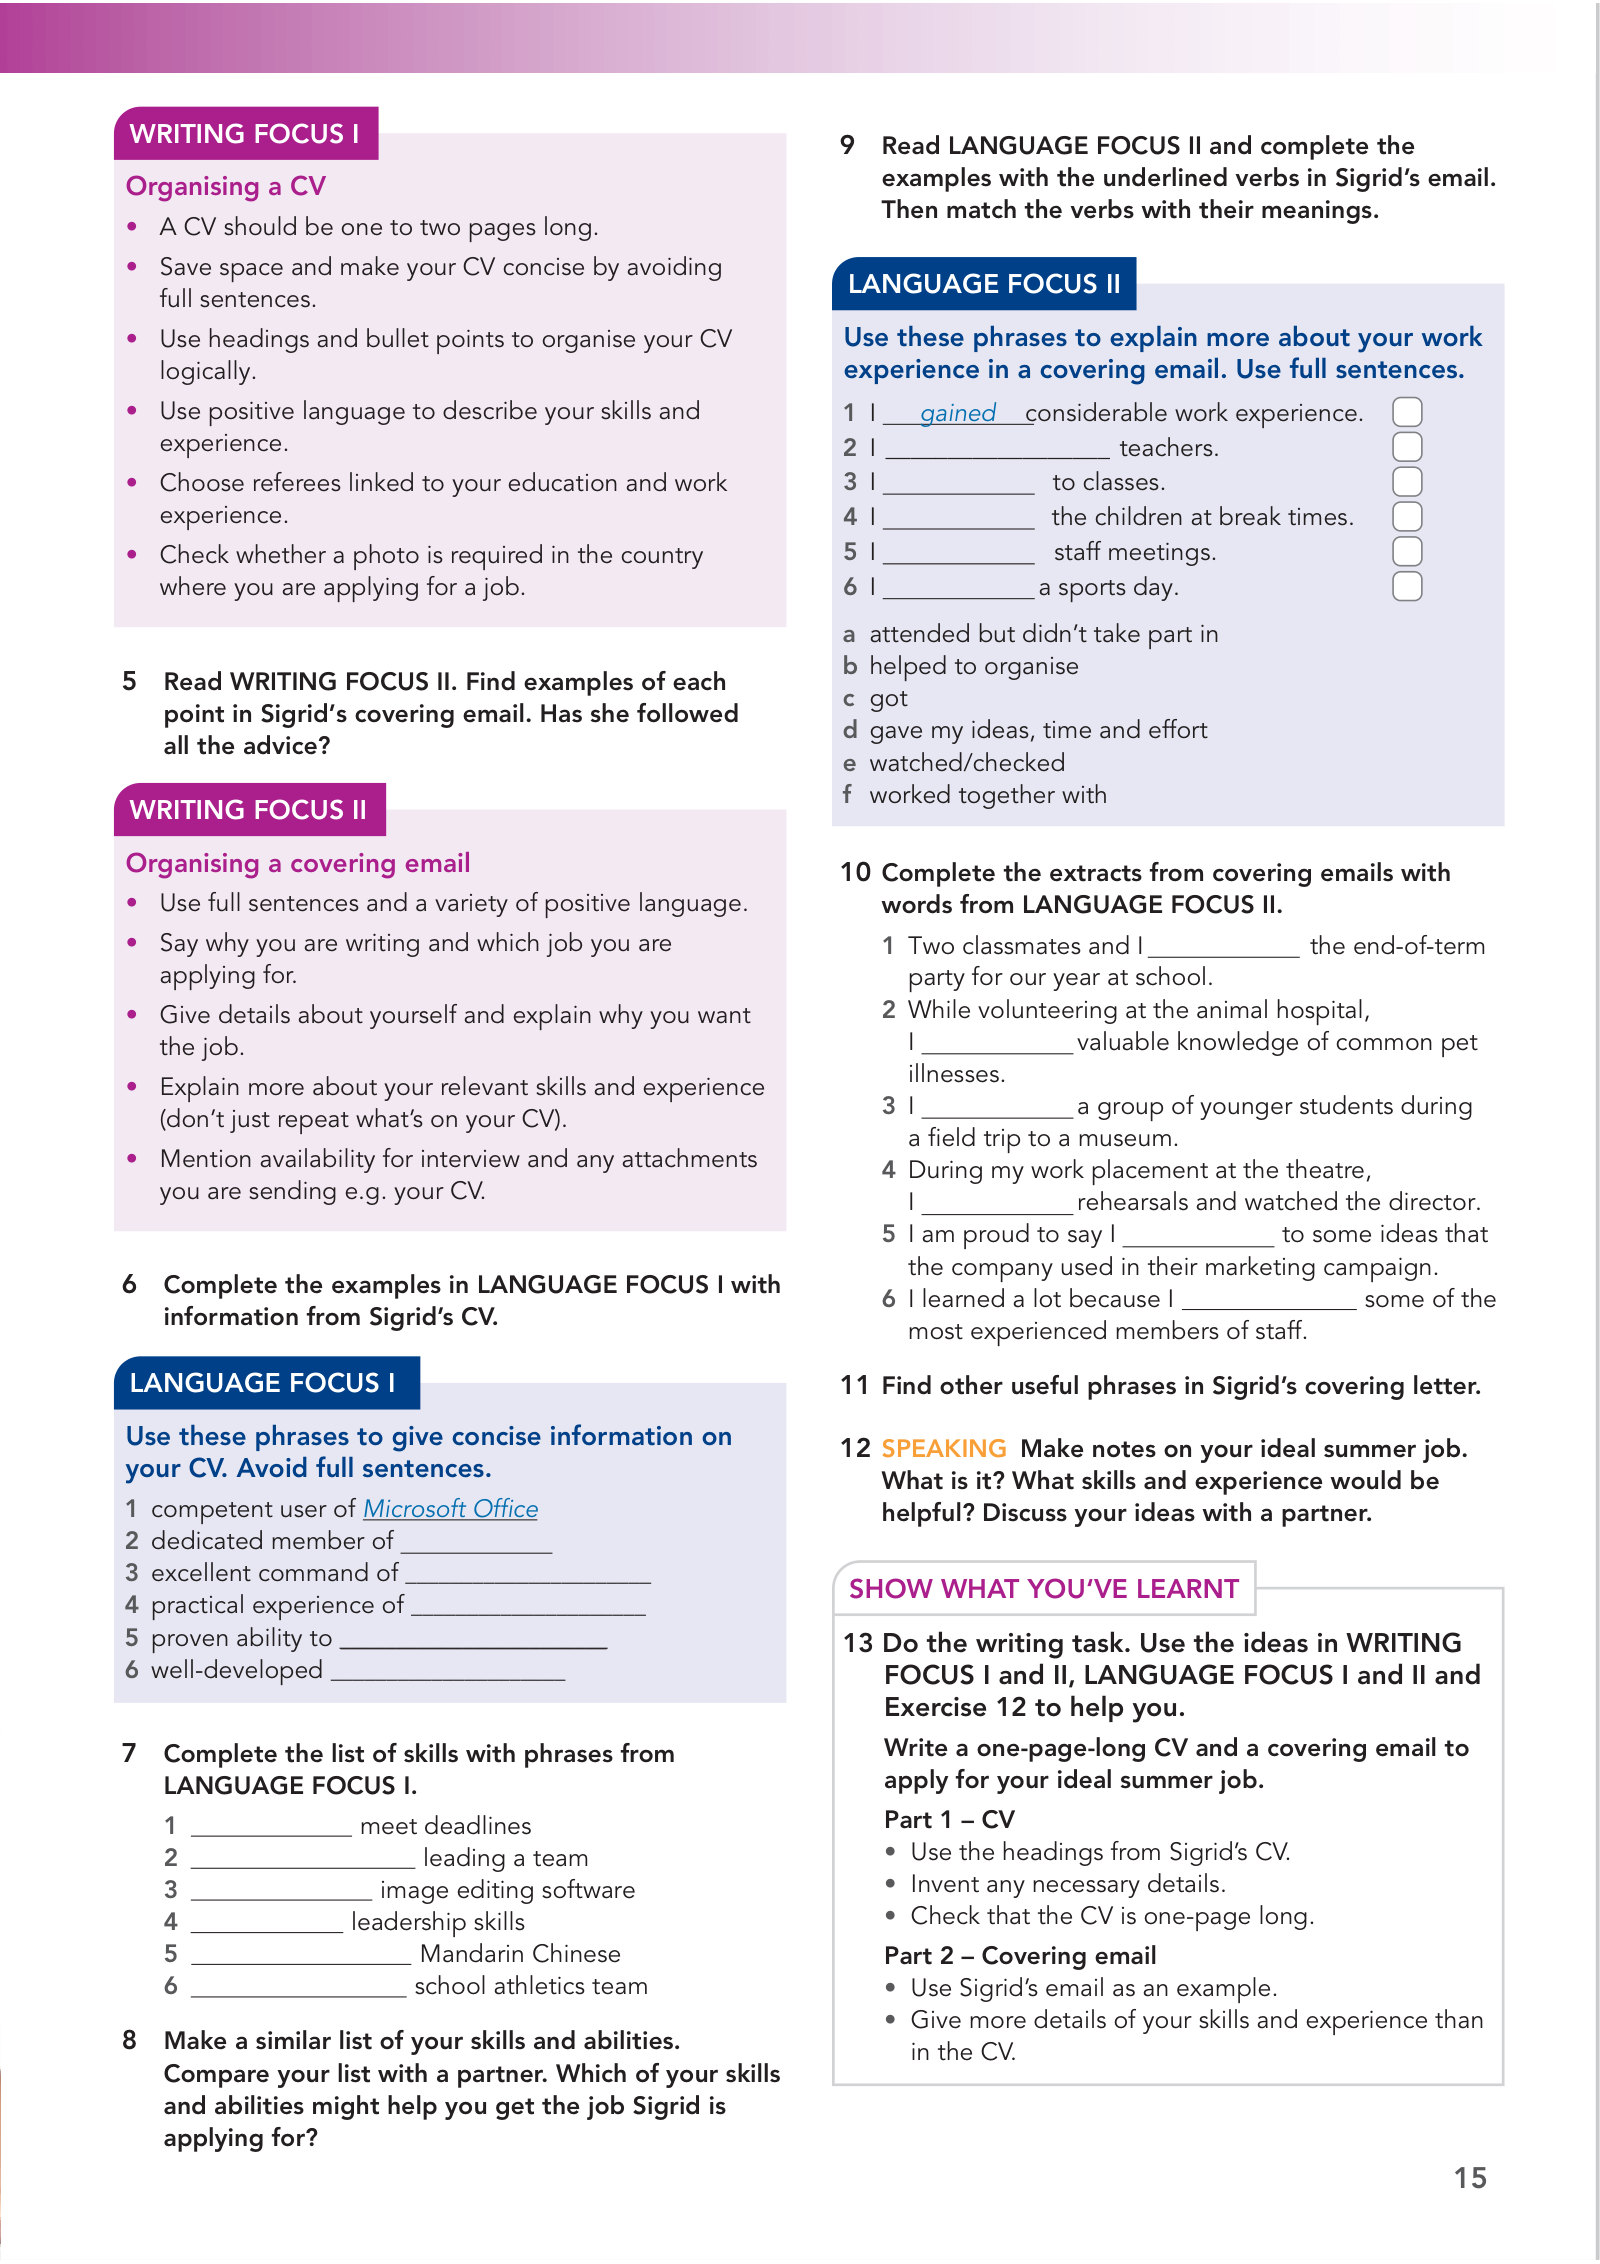 WRITING FOCUS I
Organising a CV
• A CV should be one to two pages long.
• Save space and make your CV concise by avoiding
full sentences.
• Use headings and bullet points to organise your CV
logically.
• Use positive language to describe your skills and
experience.
• Choose referees linked to your education and work
experience.
• Check whether a photo is required in the country
where you are applying for a job.
5 Read WRITING FOCUS II. Find examples of each
point in Sigrid's covering email. Has she followed
all the advice?
WRITING FOCUS II
Organising a covering email
• Use full sentences and a variety of positive language.
• Say why you are writing and which job you are
applying for.
• Give details about yourself and explain why you want
the job.
• Explain more about your relevant skills and experience
(don't just repeat what's on your CV).
• Mention availability for interview and any attachments
you are sending e.g. your CV.
6 Complete the examples in LANGUAGE FOCUS I with
information from Sigrid's CV.
LANGUAGE FOCUS I
Use these phrases to give concise information on
your CV. Avoid full sentences.
1 competent user of Microsoft Office
2 dedicated member of ____________
3 excellent command of ____________
4 practical experience of ____________
5 proven ability to ____________
6 well-developed ____________
7 Complete the list of skills with phrases from
LANGUAGE FOCUS I.
1 ____________ meet deadlines
2 ____________ leading a team
3 ____________ image editing software
4 ____________ leadership skills
5 ____________ Mandarin Chinese
6 ____________ school athletics team
8 Make a similar list of your skills and abilities.
Compare your list with a partner. Which of your skills
and abilities might help you get the job Sigrid is
applying for?
9 Read LANGUAGE FOCUS II and complete the
examples with the underlined verbs in Sigrid's email.
Then match the verbs with their meanings.
LANGUAGE FOCUS II
Use these phrases to explain more about your work
experience in a covering email. Use full sentences.
1 I gained considerable work experience.
2 I ____________ teachers.
3 I ____________ to classes.
4 I ____________ the children at break times.
5 I ____________ staff meetings.
6 I ____________ a sports day.
a attended but didn't take part in
b helped to organise
c got
d gave my ideas, time and effort
e watched/checked
f worked together with
10 Complete the extracts from covering emails with
words from LANGUAGE FOCUS II.
1 Two classmates and I ____________ the end-of-term
party for our year at school.
2 While volunteering at the animal hospital,
I ____________ valuable knowledge of common pet
illnesses.
3 I ____________ a group of younger students during
a field trip to a museum.
4 During my work placement at the theatre,
I ____________ rehearsals and watched the director.
5 I am proud to say I ____________ to some ideas that
the company used in their marketing campaign.
6 I learned a lot because I ____________ some of the
most experienced members of staff.
11 Find other useful phrases in Sigrid's covering letter.
12 SPEAKING Make notes on your ideal summer job.
What is it? What skills and experience would be
helpful? Discuss your ideas with a partner.
SHOW WHAT YOU'VE LEARNT
13 Do the writing task. Use the ideas in WRITING
FOCUS I and II, LANGUAGE FOCUS I and II and
Exercise 12 to help you.
Write a one-page-long CV and a covering email to
apply for your ideal summer job.
Part 1 – CV
• Use the headings from Sigrid's CV.
• Invent any necessary details.
• Check that the CV is one-page long.
Part 2 – Covering email
• Use Sigrid's email as an example.
• Give more details of your skills and experience than
in the CV.
15